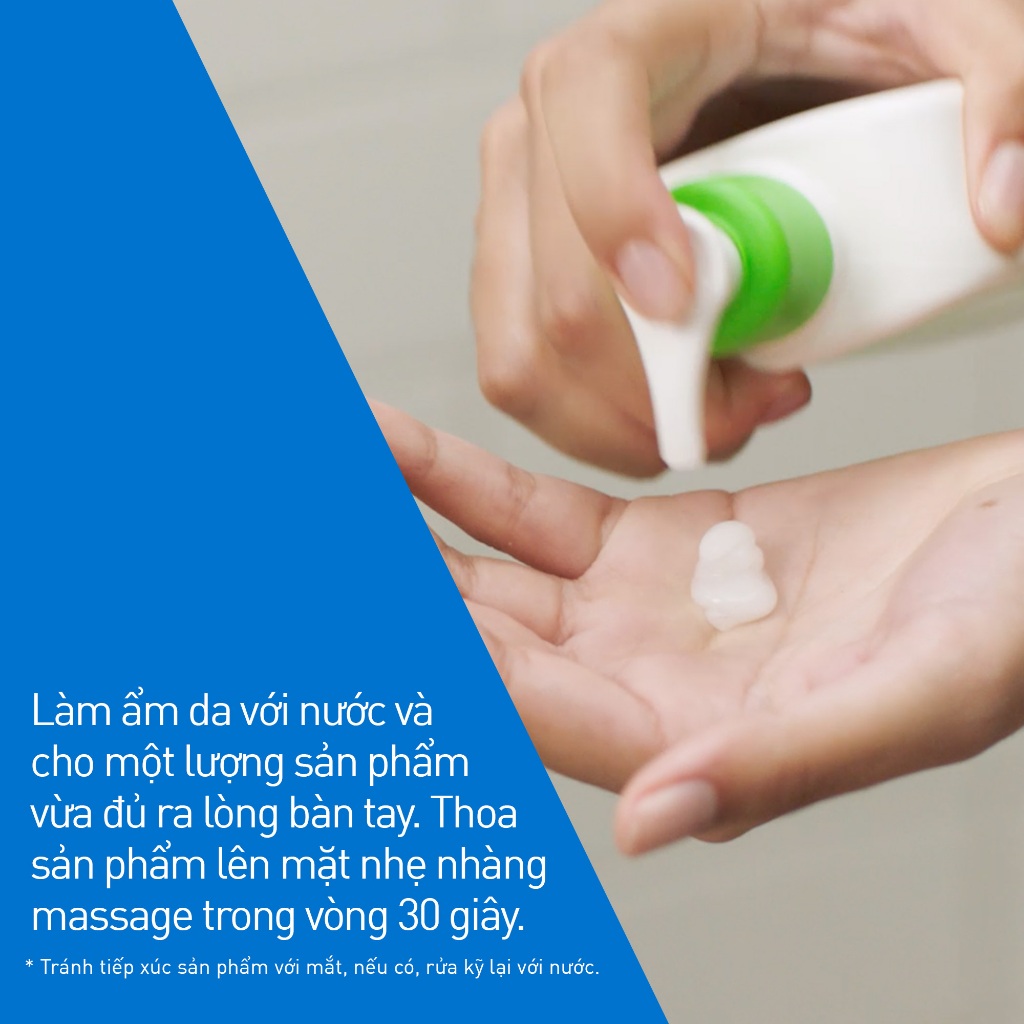 Làm ẩm da với nước và
cho một lượng sản phẩm
vừa đủ ra lòng bàn tay. Thoa
sản phẩm lên mặt nhẹ nhàng
massage trong vòng 30 giây.
* Tránh tiếp xúc sản phẩm với mắt, nếu có, rửa kỹ lại với nước.